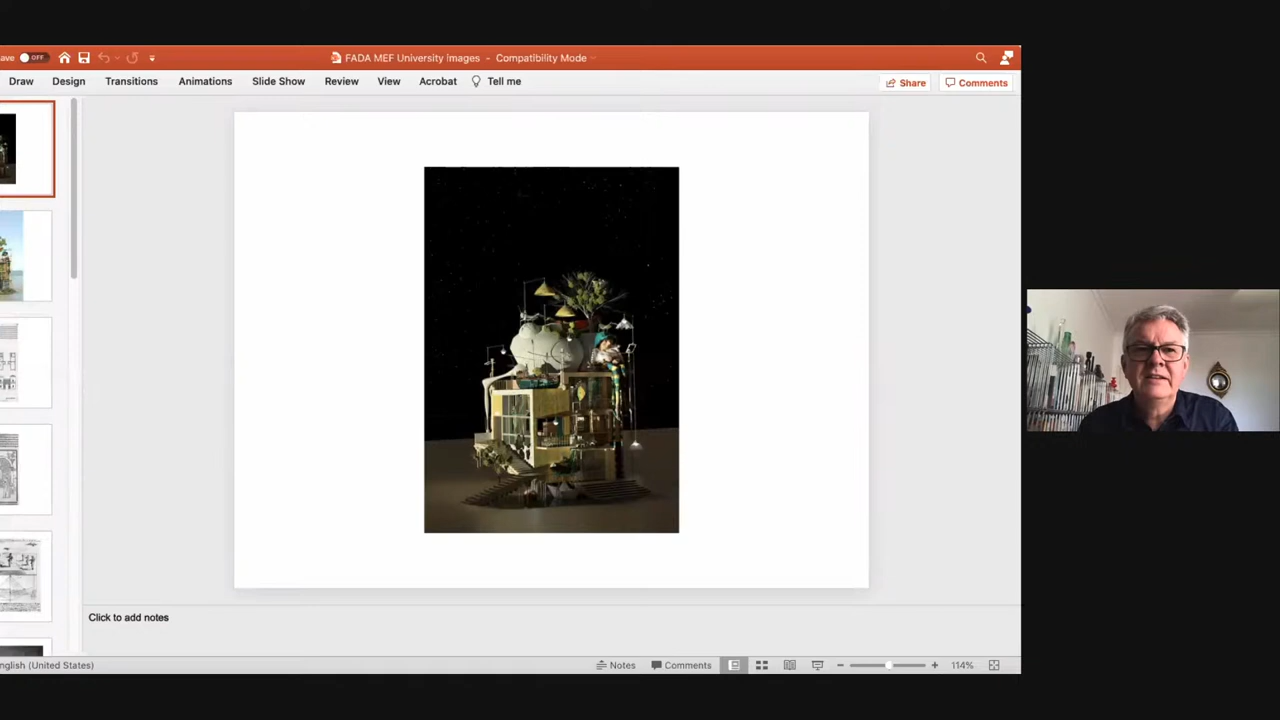 ave OFF FADA MEF University images - Compatibility Mode
Draw Design Transitions Animations Slide Show Review View Acrobat Tell me Share Comments
Click to add notes
nglish (United States) Notes Comments 114%